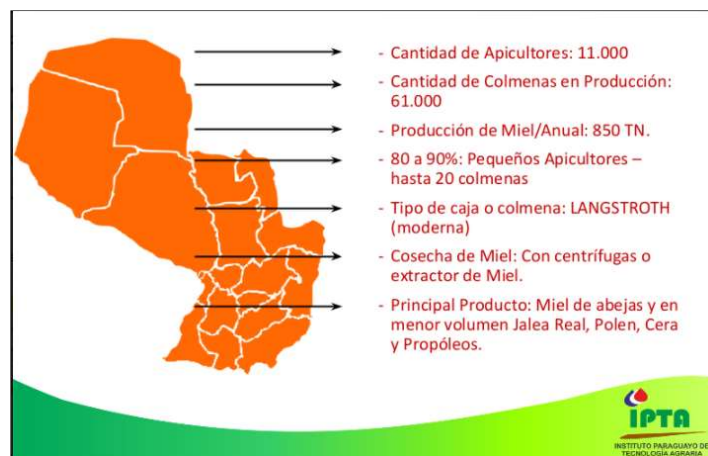 - Cantidad de Apicultores: 11.000
- Cantidad de Colmenas en Producción:
61.000
- Producción de Miel/Anual: 850 TN.
- 80 a 90%: Pequeños Apicultores –
hasta 20 colmenas
- Tipo de caja o colmena: LANGSTROTH
(moderna)
- Cosecha de Miel: Con centrífugas o
extractor de Miel.
- Principal Producto: Miel de abejas y en
menor volumen Jalea Real, Polen, Cera
y Propóleos.
IPTA
INSTITUTO PARAGUAYO DE
TECNOLOGÍA AGRARIA